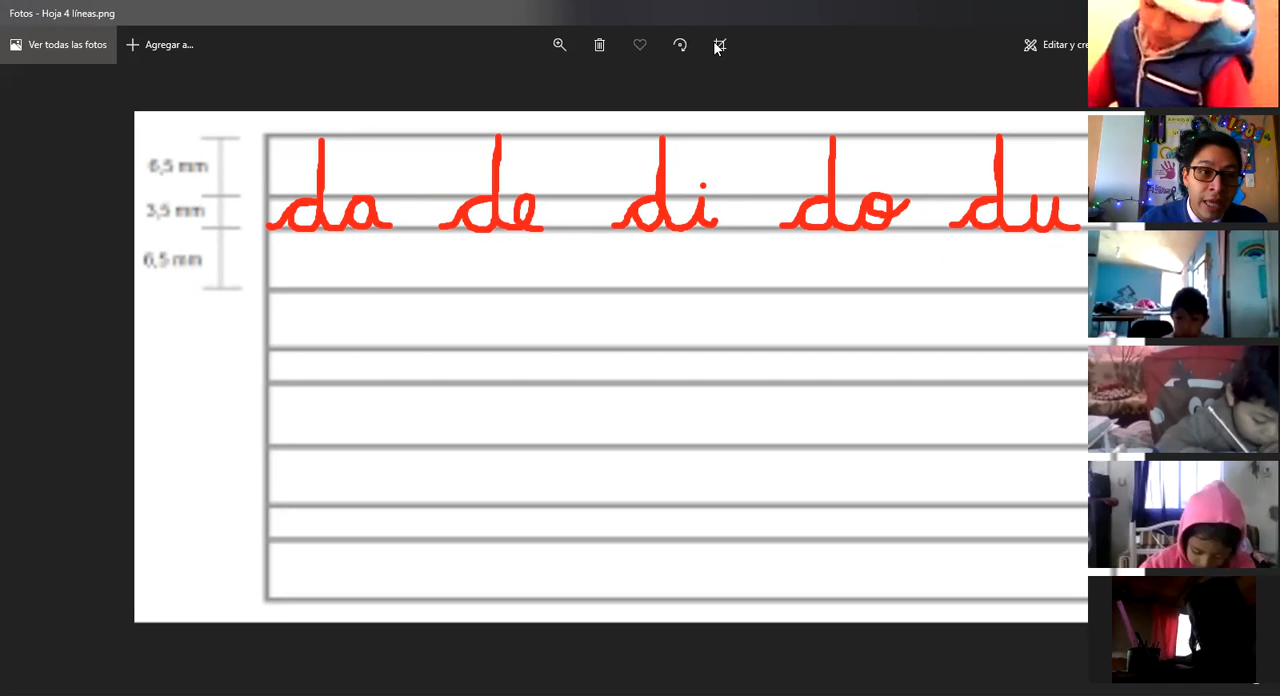 Fotos - Hoja 4 líneas.png
Ver todas las fotos
Agregar a...
Editar y cre
6,5 mm
3,5 mm
6,5 mm
da de di do du